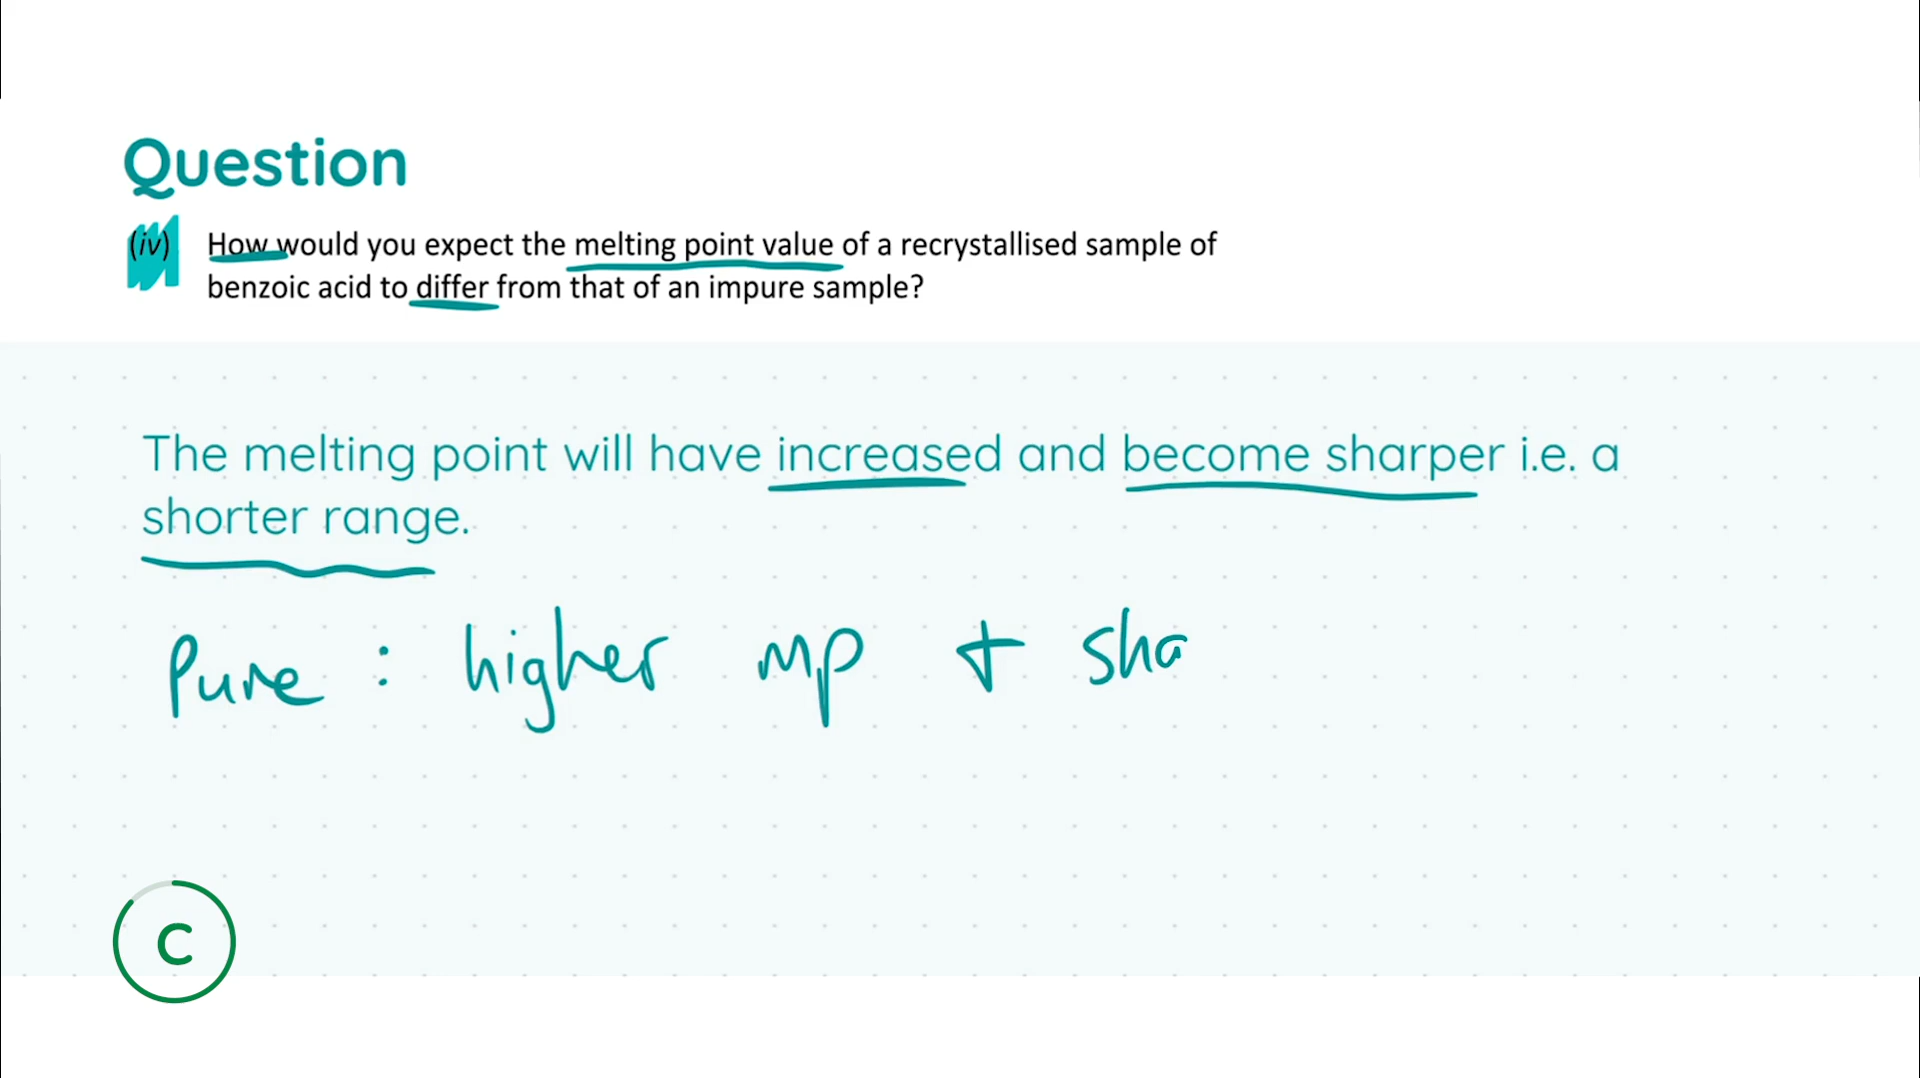 Question
(iv) How would you expect the melting point value of a recrystallised sample of
benzoic acid to differ from that of an impure sample?
The melting point will have increased and become sharper i.e. a
shorter range.
Pure : higher mp + sha
C